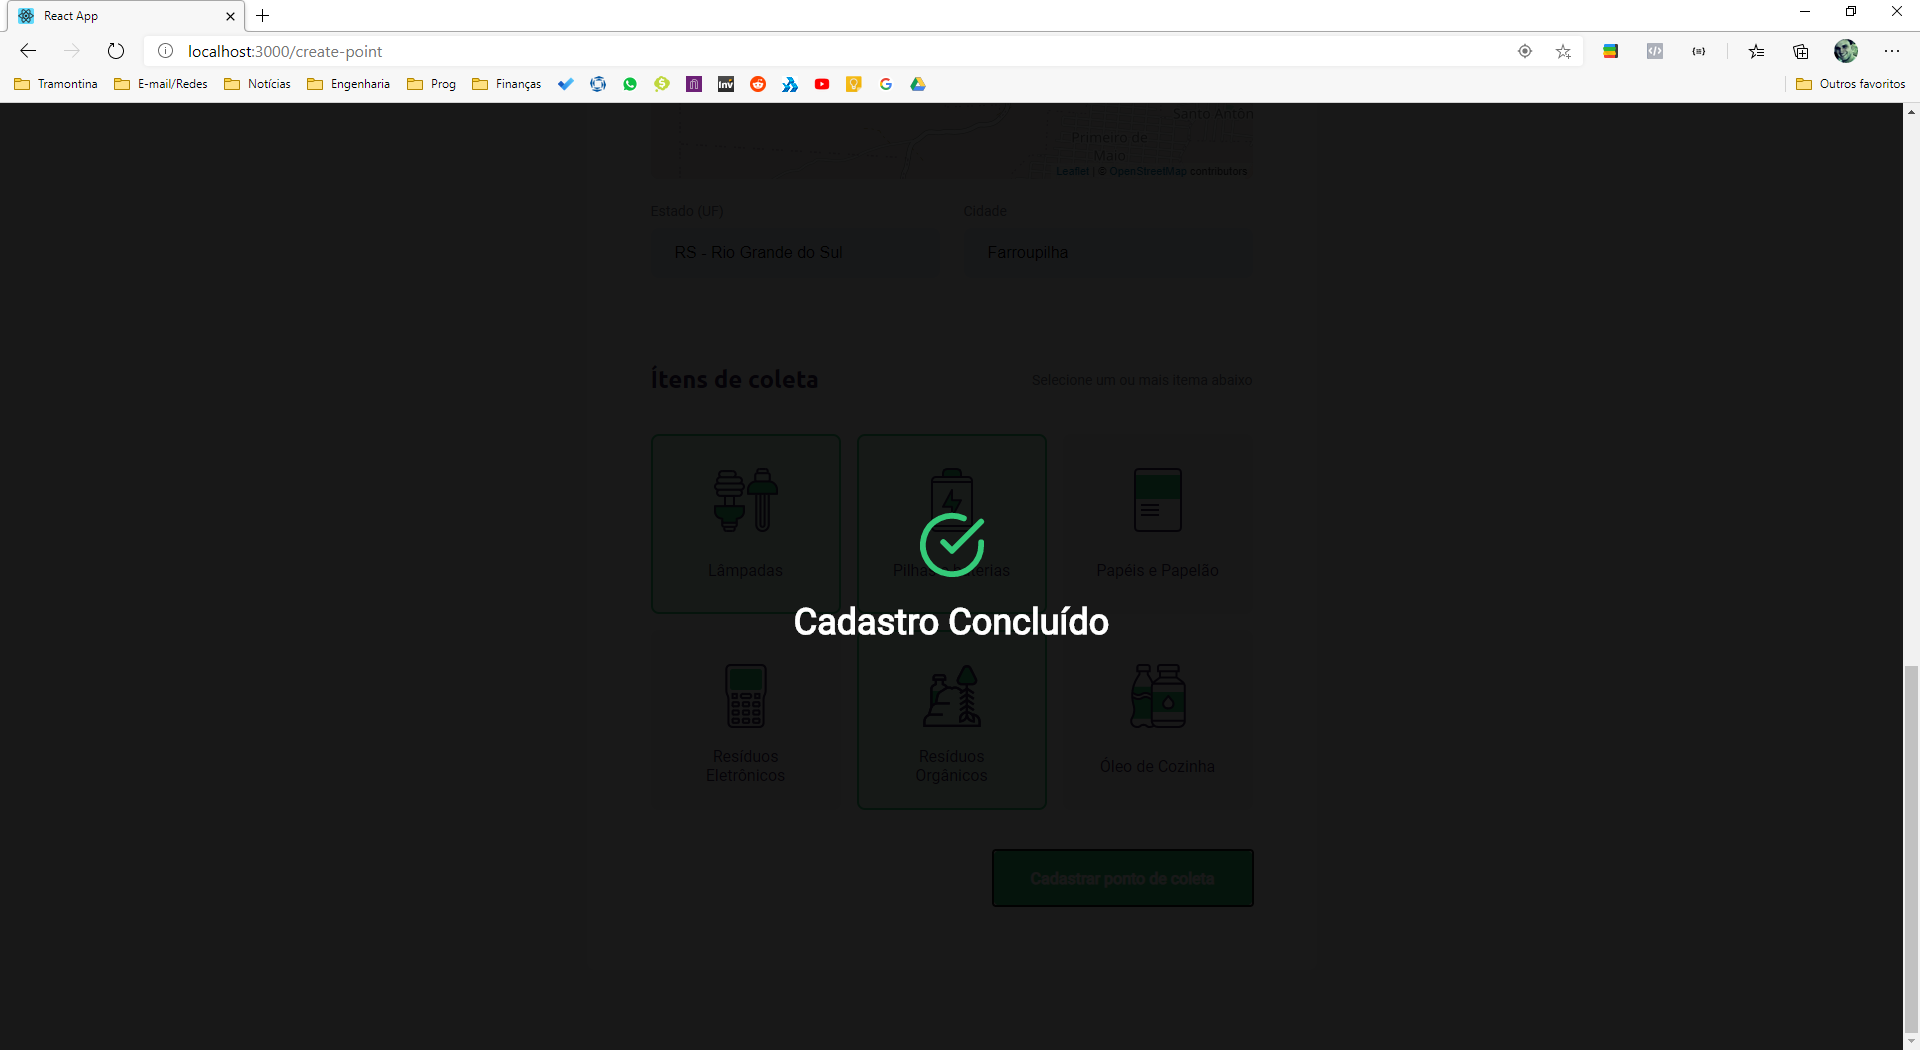 React App
localhost:3000/create-point
Tramontina
E-mail/Redes
Notícias
Engenharia
Prog
Finanças
inv
Outros favoritos
Santo Antôn
Primeiro de
Maio
Leaflet | © OpenStreetMap contributors
Estado (UF)
Cidade
RS - Rio Grande do Sul
Farroupilha
Ítens de coleta
Selecione um ou mais ítema abaixo
Lâmpadas
Pilhas e baterias
Papéis e Papelão
Cadastro Concluído
Resíduos
Eletrônicos
Resíduos
Orgânicos
Óleo de Cozinha
Cadastrar ponto de coleta